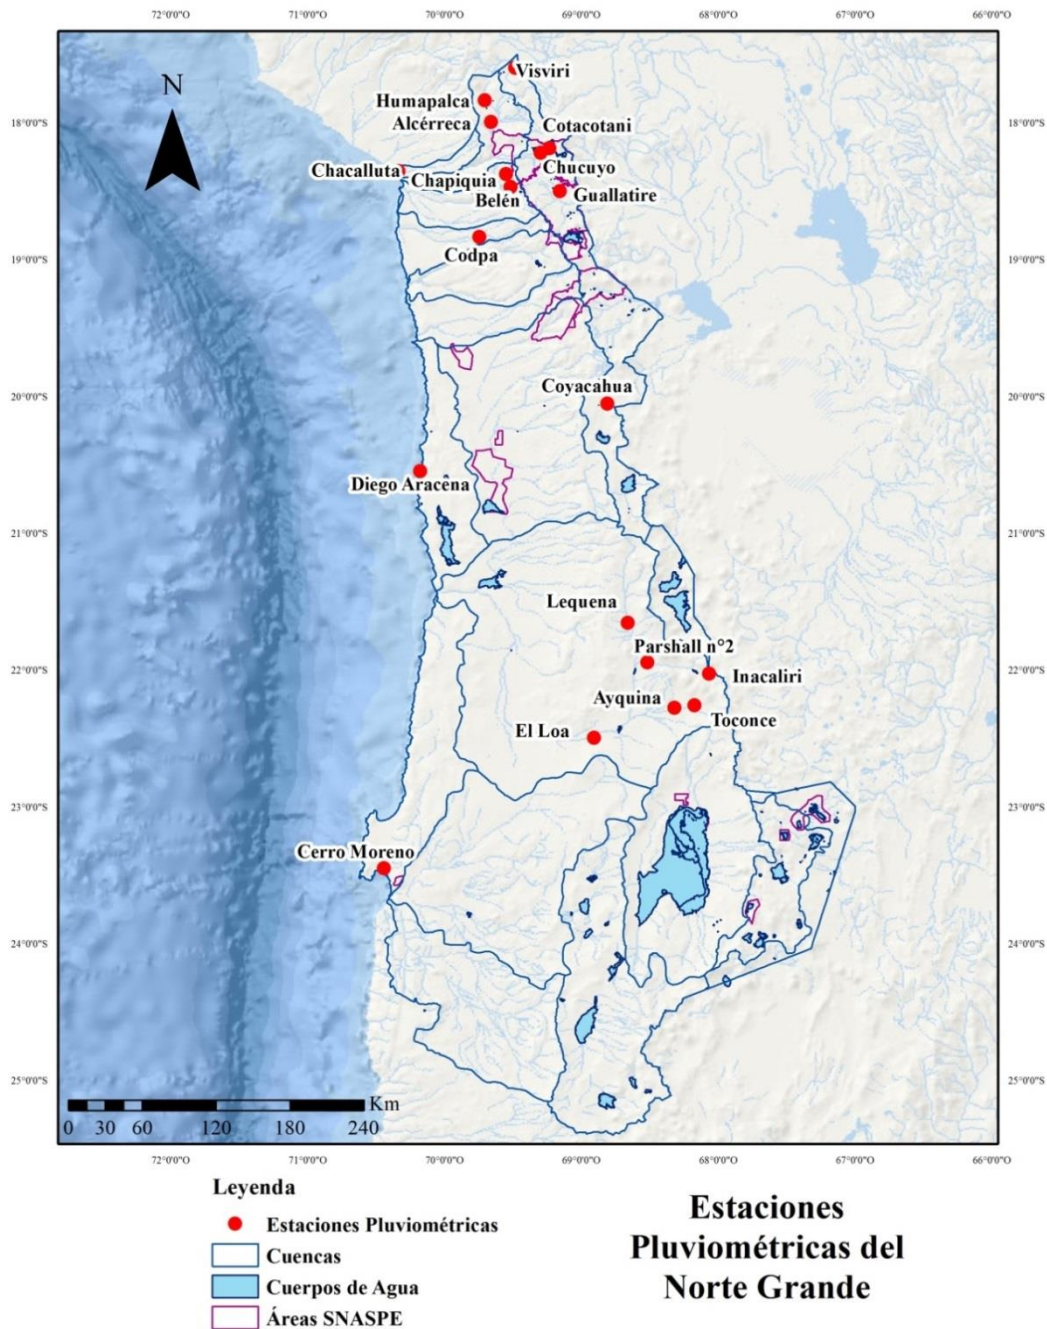 72°0'0"O 71°0'0"O 70°0'0"O 69°0'0"O 68°0'0"O 67°0'0"O 66°0'0"O
N
Visviri
Humapalca
Alcérreca
Cotacotani
18°0'0"S 18°0'0"S
Chacalluta
Chucuyo
Chapiquia
Guallatire
Belén
Codpa
19°0'0"S 19°0'0"S
Coyacahua
20°0'0"S 20°0'0"S
Diego Aracena
21°0'0"S 21°0'0"S
Lequena
Parshall n°2
22°0'0"S 22°0'0"S
Inacaliri
Ayquina
Toconce
El Loa
23°0'0"S 23°0'0"S
Cerro Moreno
24°0'0"S 24°0'0"S
25°0'0"S 25°0'0"S
Km
0 30 60 120 180 240
72°0'0"O 71°0'0"O 70°0'0"O 69°0'0"O 68°0'0"O 67°0'0"O 66°0'0"O
Leyenda
Estaciones Pluviométricas
Cuencas
Cuerpos de Agua
Áreas SNASPE
Estaciones
Pluviométricas del
Norte Grande